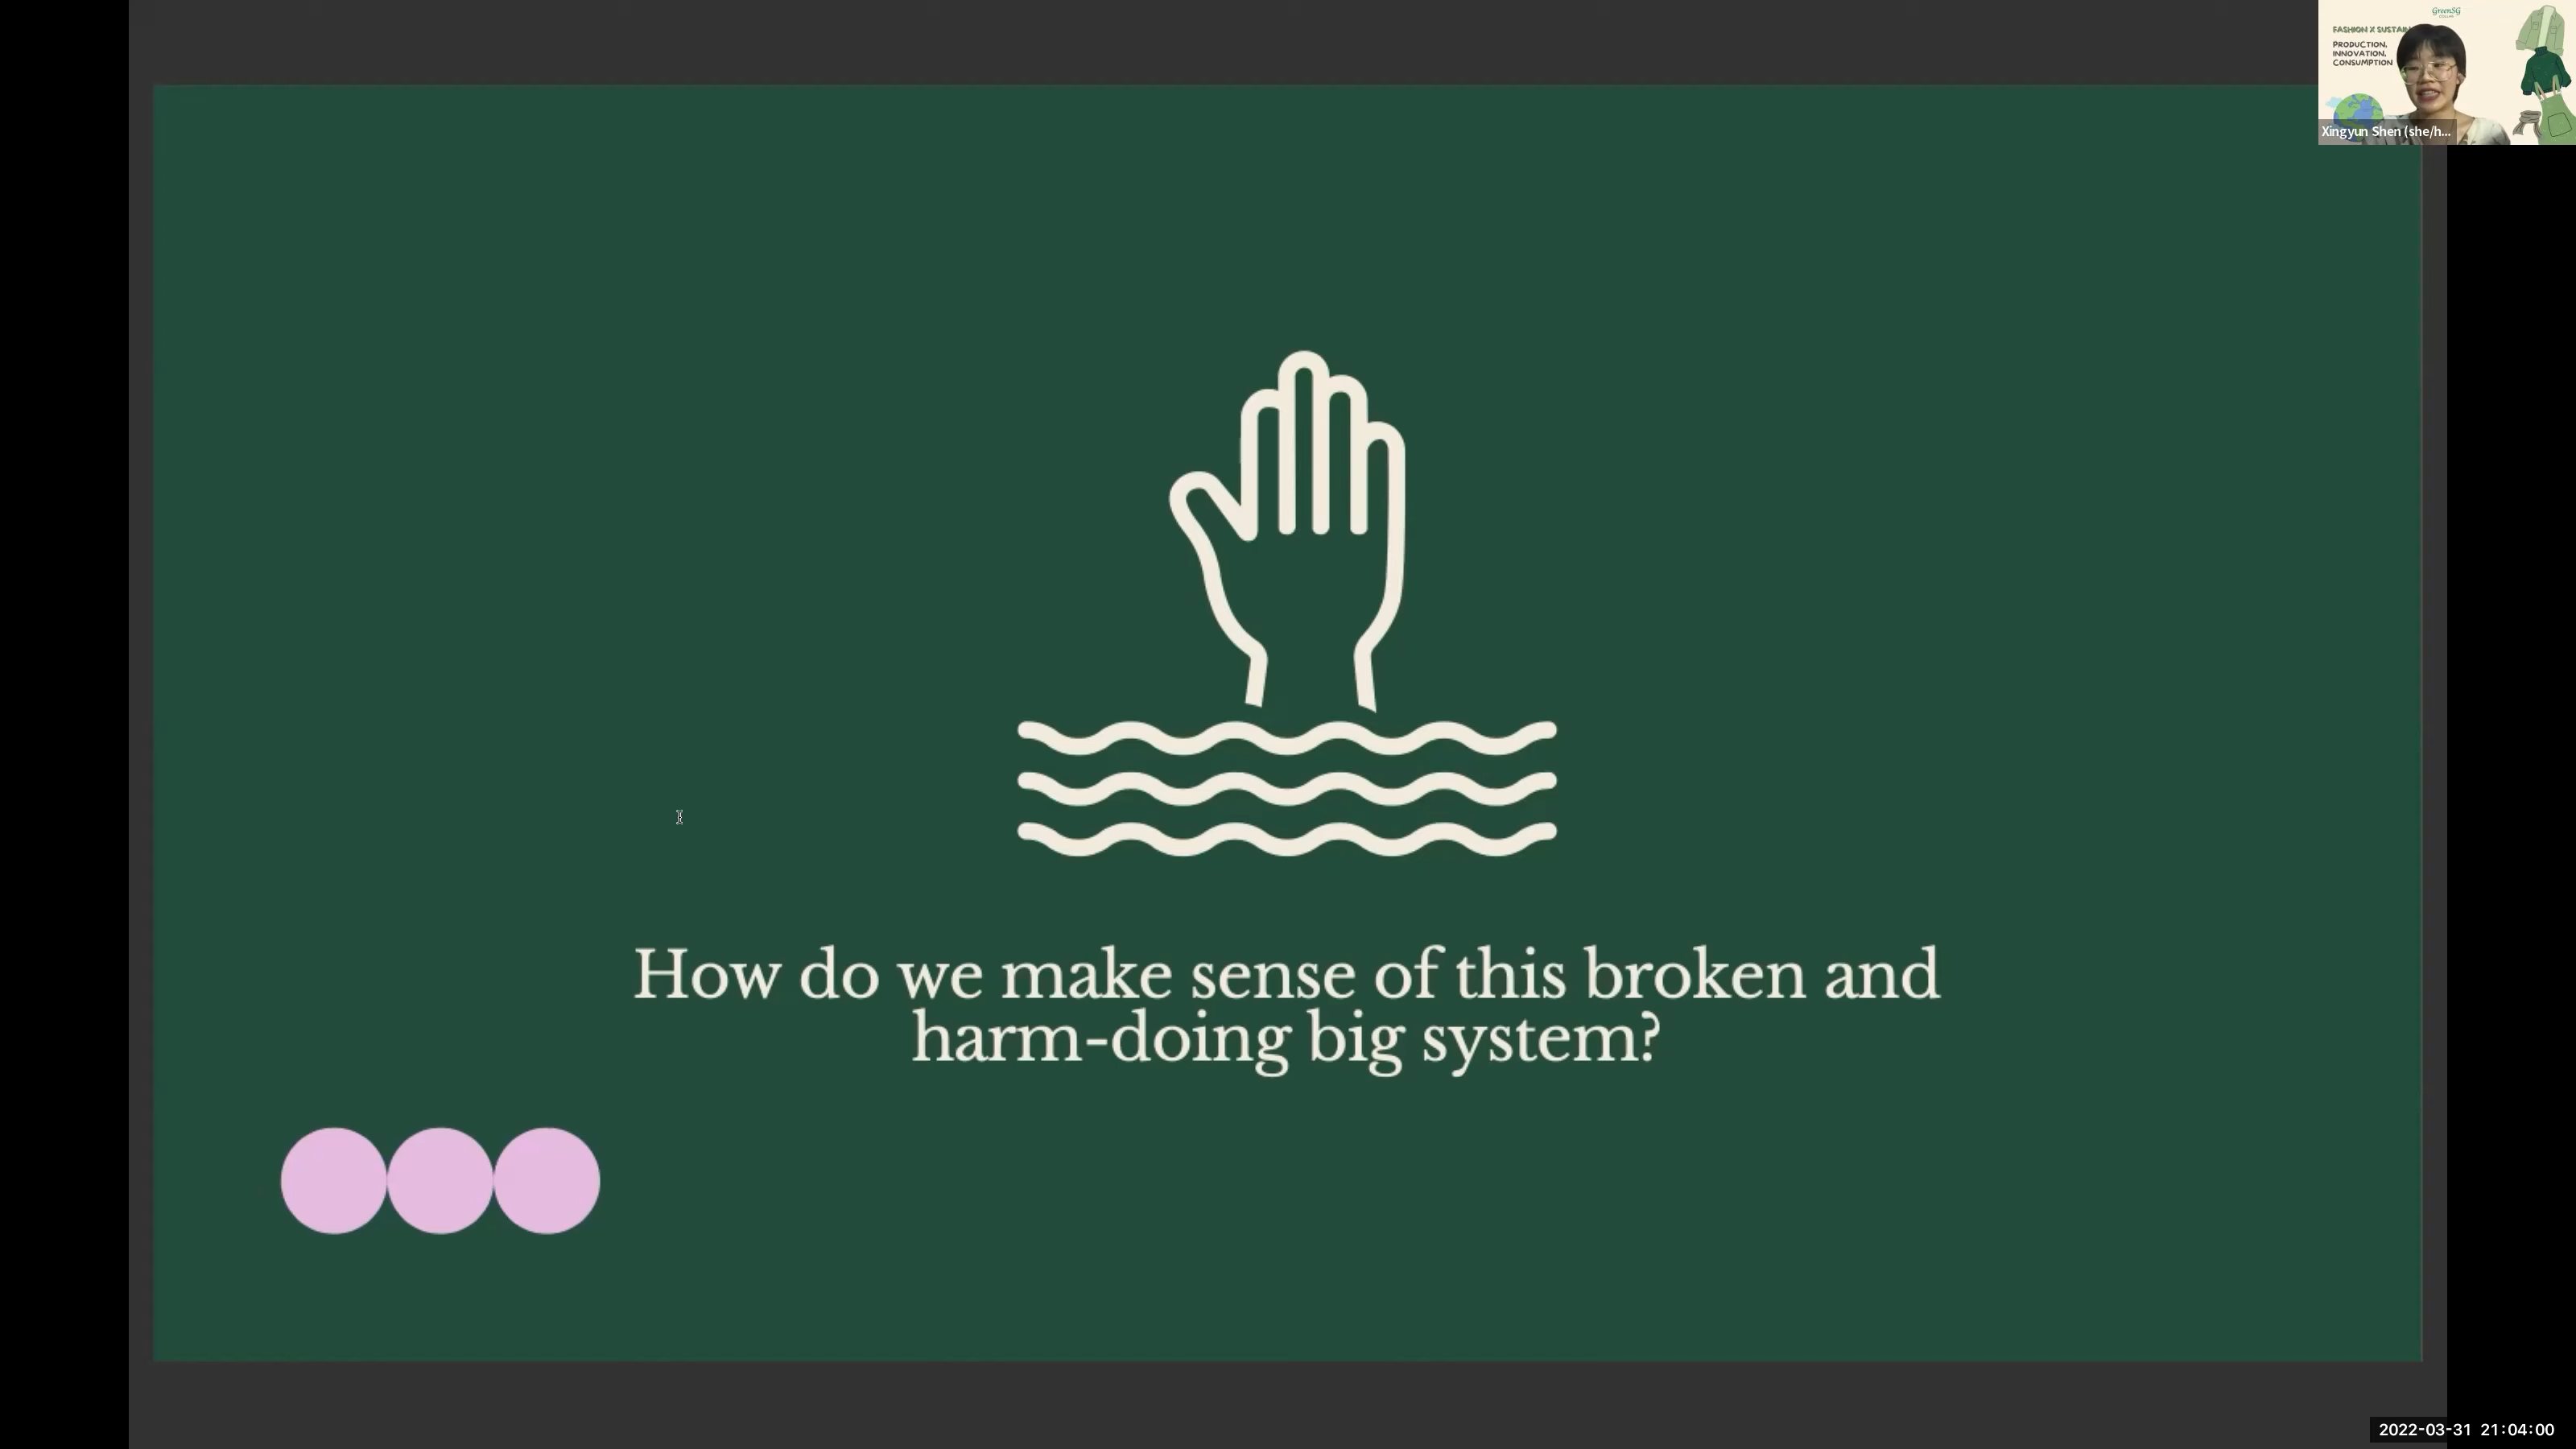 GreenSG
FASHION X SUSTAIN
PRODUCTION,
INNOVATION,
CONSUMPTION
Xingyun Shen (she/h...
How do we make sense of this broken and
harm-doing big system?
2022-03-31 21:04:00